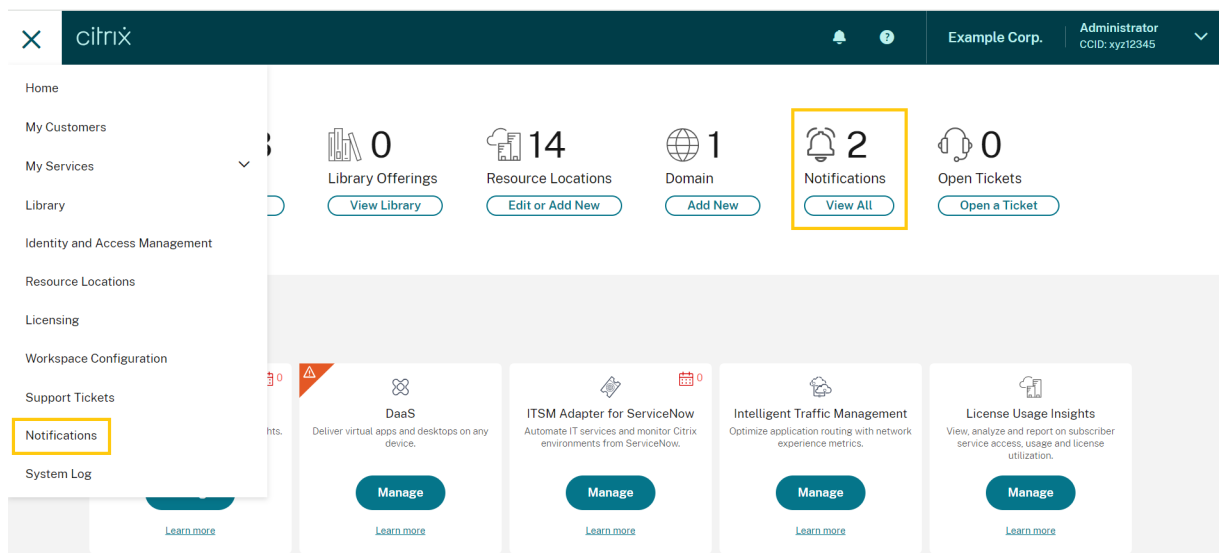 citrix
Example Corp.
Administrator
CCID: xyz12345
Home
My Customers
My Services
Library
Identity and Access Management
Resource Locations
Licensing
Workspace Configuration
Support Tickets
Notifications
System Log
0
Library Offerings
View Library
14
Resource Locations
Edit or Add New
1
Domain
Add New
2
Notifications
View All
0
Open Tickets
Open a Ticket
0
Learn more
DaaS
Deliver virtual apps and desktops on any
device.
Manage
Learn more
0
ITSM Adapter for ServiceNow
Automate IT services and monitor Citrix
environments from ServiceNow.
Manage
Learn more
Intelligent Traffic Management
Optimize application routing with network
experience metrics.
Manage
Learn more
License Usage Insights
View, analyze and report on subscriber
service access, usage and license
utilization.
Manage
Learn more